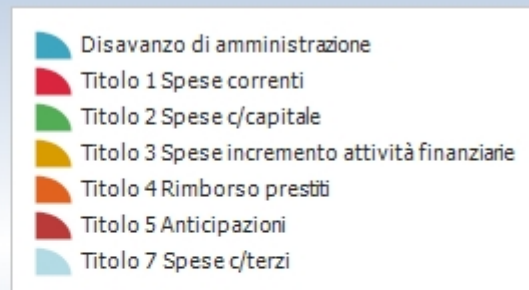 Disavanzo di amministrazione
Titolo 1 Spese correnti
Titolo 2 Spese c/capitale
Titolo 3 Spese incremento attività finanziarie
Titolo 4 Rimborso prestiti
Titolo 5 Anticipazioni
Titolo 7 Spese c/terzi